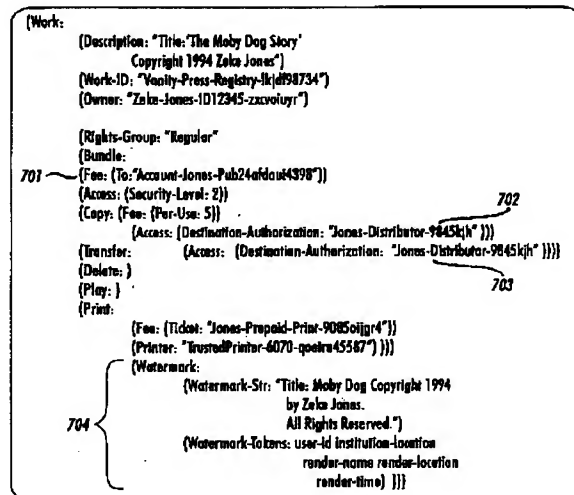 (Work:
(Description: "Title:'The Moby Dog Story'
Copyright 1994 Zeke Jones")
(Work-ID: "Vanity-Press-Registry-lkjdf98734")
(Owner: "Zeke-Jones-ID12345-zxcvoiuyr")
(Rights-Group: "Regular"
(Bundle:
701 (Fee: (To:"Account-Jones-Pub24afdoui4398"))
(Access: (Security-Level: 2))
(Copy: (Fee: (Per-Use: 5)) 702
(Access: (Destination-Authorization: "Jones-Distributor-9845kjh" )))
(Transfer: (Access: (Destination-Authorization: "Jones-Distributor-9845kjh" ))))
(Delete: ) 703
(Play: )
(Print:
(Fee: (Ticket: "Jones-Prepaid-Print-9085oijgr4"))
(Printer: "TrustedPrinter-6070-qoeiru45587") )))
(Watermark:
(Watermark-Str: "Title: Moby Dog Copyright 1994
704 by Zeke Jones.
All Rights Reserved.")
(Watermark-Tokens: user-id institution-location
render-name render-location
render-time) )))